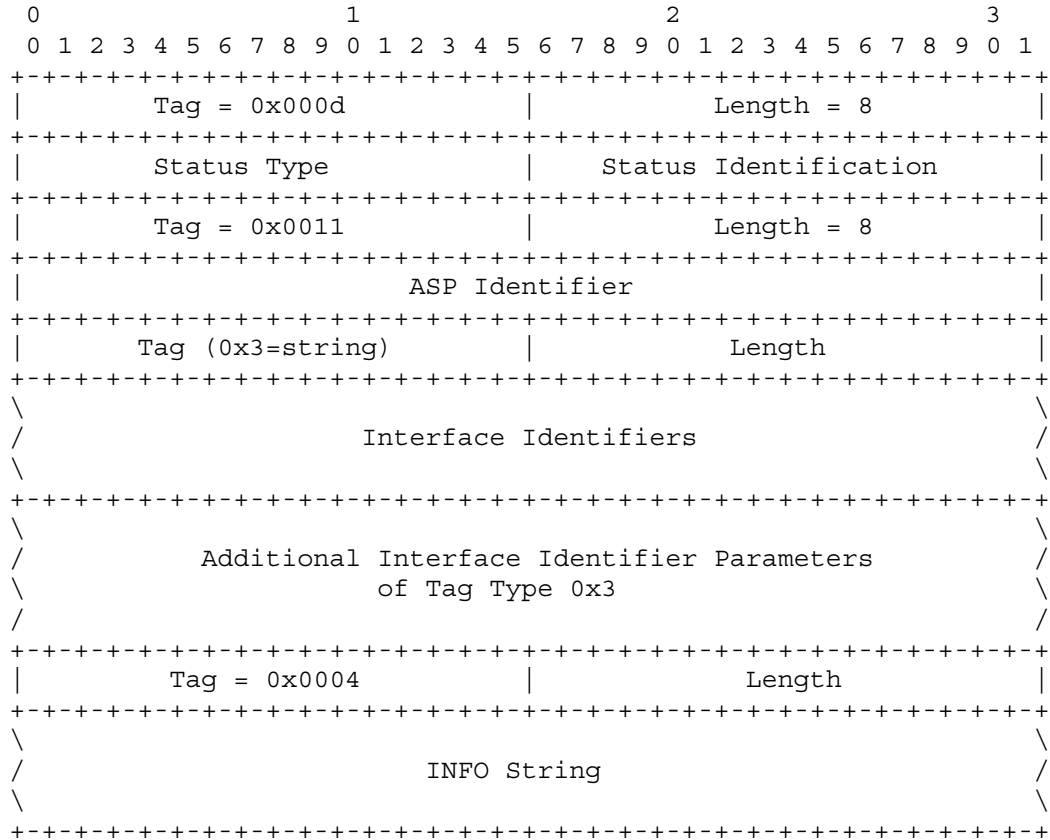 0                   1                   2                   3
 0 1 2 3 4 5 6 7 8 9 0 1 2 3 4 5 6 7 8 9 0 1 2 3 4 5 6 7 8 9 0 1
+-+-+-+-+-+-+-+-+-+-+-+-+-+-+-+-+-+-+-+-+-+-+-+-+-+-+-+-+-+-+-+-+
|        Tag = 0x000d           |           Length = 8          |
+-+-+-+-+-+-+-+-+-+-+-+-+-+-+-+-+-+-+-+-+-+-+-+-+-+-+-+-+-+-+-+-+
|        Status Type            |    Status Identification      |
+-+-+-+-+-+-+-+-+-+-+-+-+-+-+-+-+-+-+-+-+-+-+-+-+-+-+-+-+-+-+-+-+
|        Tag = 0x0011           |           Length = 8          |
+-+-+-+-+-+-+-+-+-+-+-+-+-+-+-+-+-+-+-+-+-+-+-+-+-+-+-+-+-+-+-+-+
|                        ASP Identifier                         |
+-+-+-+-+-+-+-+-+-+-+-+-+-+-+-+-+-+-+-+-+-+-+-+-+-+-+-+-+-+-+-+-+
|       Tag (0x3=string)        |            Length             |
+-+-+-+-+-+-+-+-+-+-+-+-+-+-+-+-+-+-+-+-+-+-+-+-+-+-+-+-+-+-+-+-+
\                                                               \
/                     Interface Identifiers                     /
\                                                               \
+-+-+-+-+-+-+-+-+-+-+-+-+-+-+-+-+-+-+-+-+-+-+-+-+-+-+-+-+-+-+-+-+
\                                                               \
/           Additional Interface Identifier Parameters          /
\                      of Tag Type 0x3                          \
/                                                               /
+-+-+-+-+-+-+-+-+-+-+-+-+-+-+-+-+-+-+-+-+-+-+-+-+-+-+-+-+-+-+-+-+
|         Tag = 0x0004          |             Length            |
+-+-+-+-+-+-+-+-+-+-+-+-+-+-+-+-+-+-+-+-+-+-+-+-+-+-+-+-+-+-+-+-+
\                                                               \
/                         INFO String                           /
\                                                               \
+-+-+-+-+-+-+-+-+-+-+-+-+-+-+-+-+-+-+-+-+-+-+-+-+-+-+-+-+-+-+-+-+